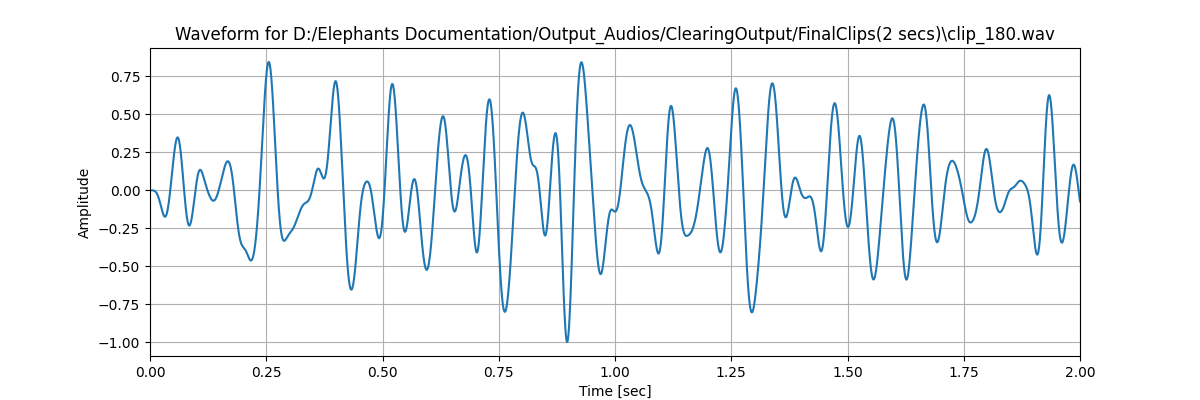 Waveform for D:/Elephants Documentation/Output_Audios/ClearingOutput/FinalClips(2 secs)\clip_180.wav
0.75
0.50
0.25
0.00
−0.25
−0.50
−0.75
−1.00
Amplitude
0.00 0.25 0.50 0.75 1.00 1.25 1.50 1.75 2.00
Time [sec]